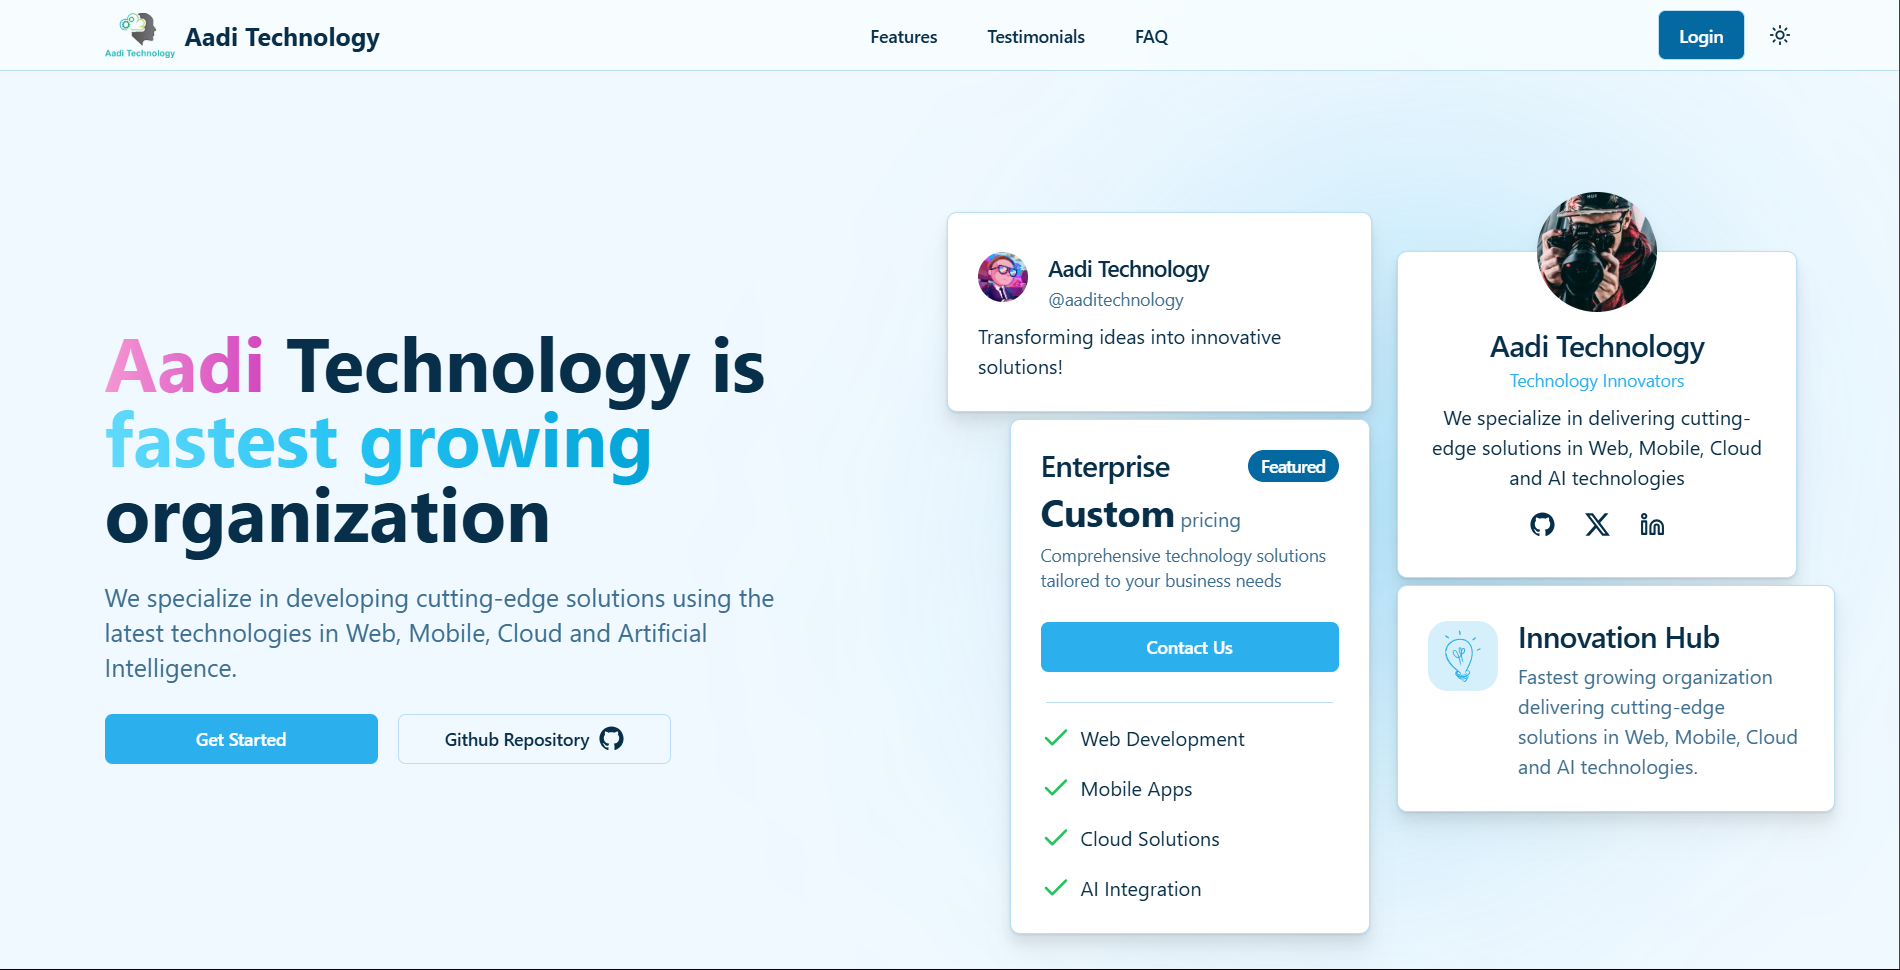 Aadi Technology
Aadi Technology
Features
Testimonials
FAQ
Login
Aadi Technology is
fastest growing
organization
We specialize in developing cutting-edge solutions using the
latest technologies in Web, Mobile, Cloud and Artificial
Intelligence.
Get Started
Github Repository
Aadi Technology
@aaditechnology
Transforming ideas into innovative
solutions!
Enterprise
Featured
Custom pricing
Comprehensive technology solutions
tailored to your business needs
Contact Us
Web Development
Mobile Apps
Cloud Solutions
AI Integration
Aadi Technology
Technology Innovators
We specialize in delivering cutting-
edge solutions in Web, Mobile, Cloud
and AI technologies
Innovation Hub
Fastest growing organization
delivering cutting-edge
solutions in Web, Mobile, Cloud
and AI technologies.